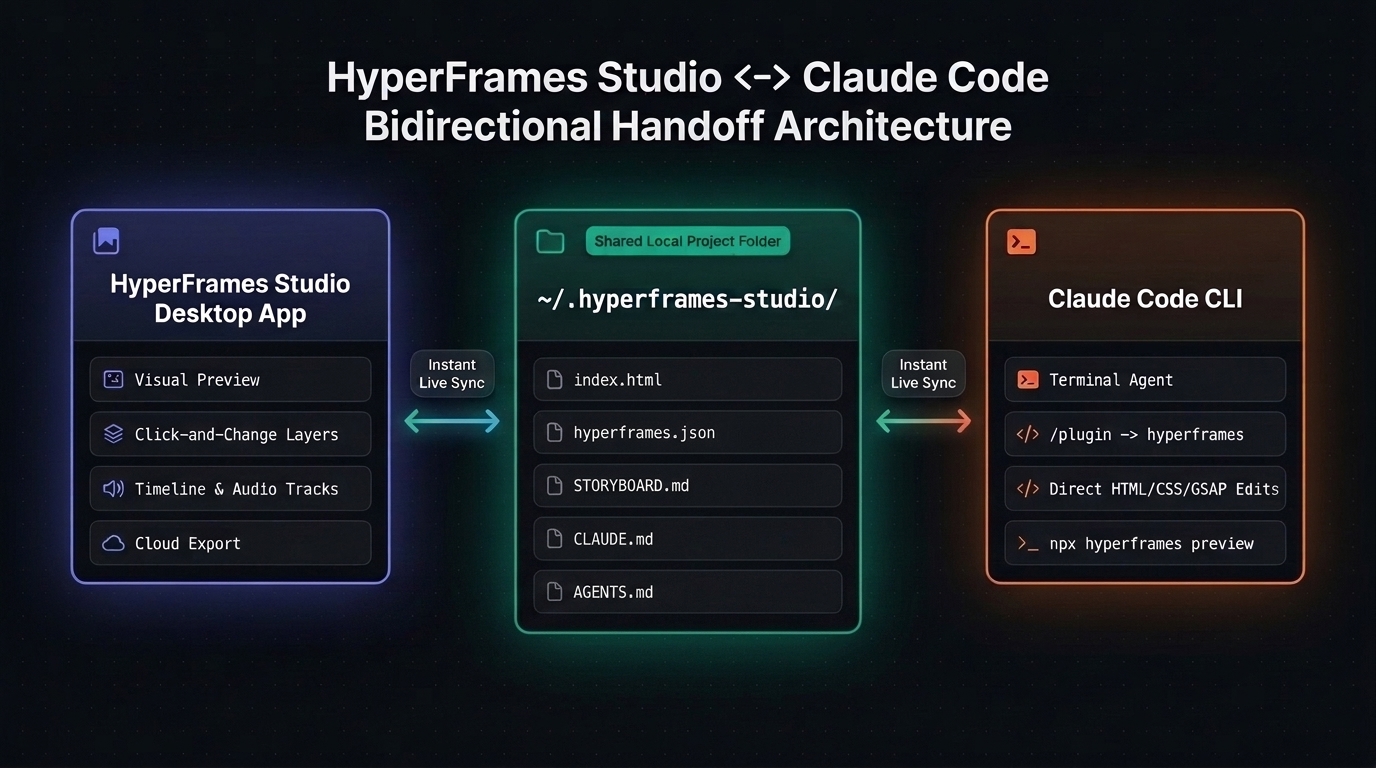 HyperFrames Studio <-> Claude Code
Bidirectional Handoff Architecture
HyperFrames Studio
Desktop App
Visual Preview
Click-and-Change Layers
Timeline & Audio Tracks
Cloud Export
Instant
Live Sync
Shared Local Project Folder
~/.hyperframes-studio/
index.html
hyperframes.json
STORYBOARD.md
CLAUDE.md
AGENTS.md
Instant
Live Sync
Claude Code CLI
Terminal Agent
/plugin -> hyperframes
Direct HTML/CSS/GSAP Edits
npx hyperframes preview